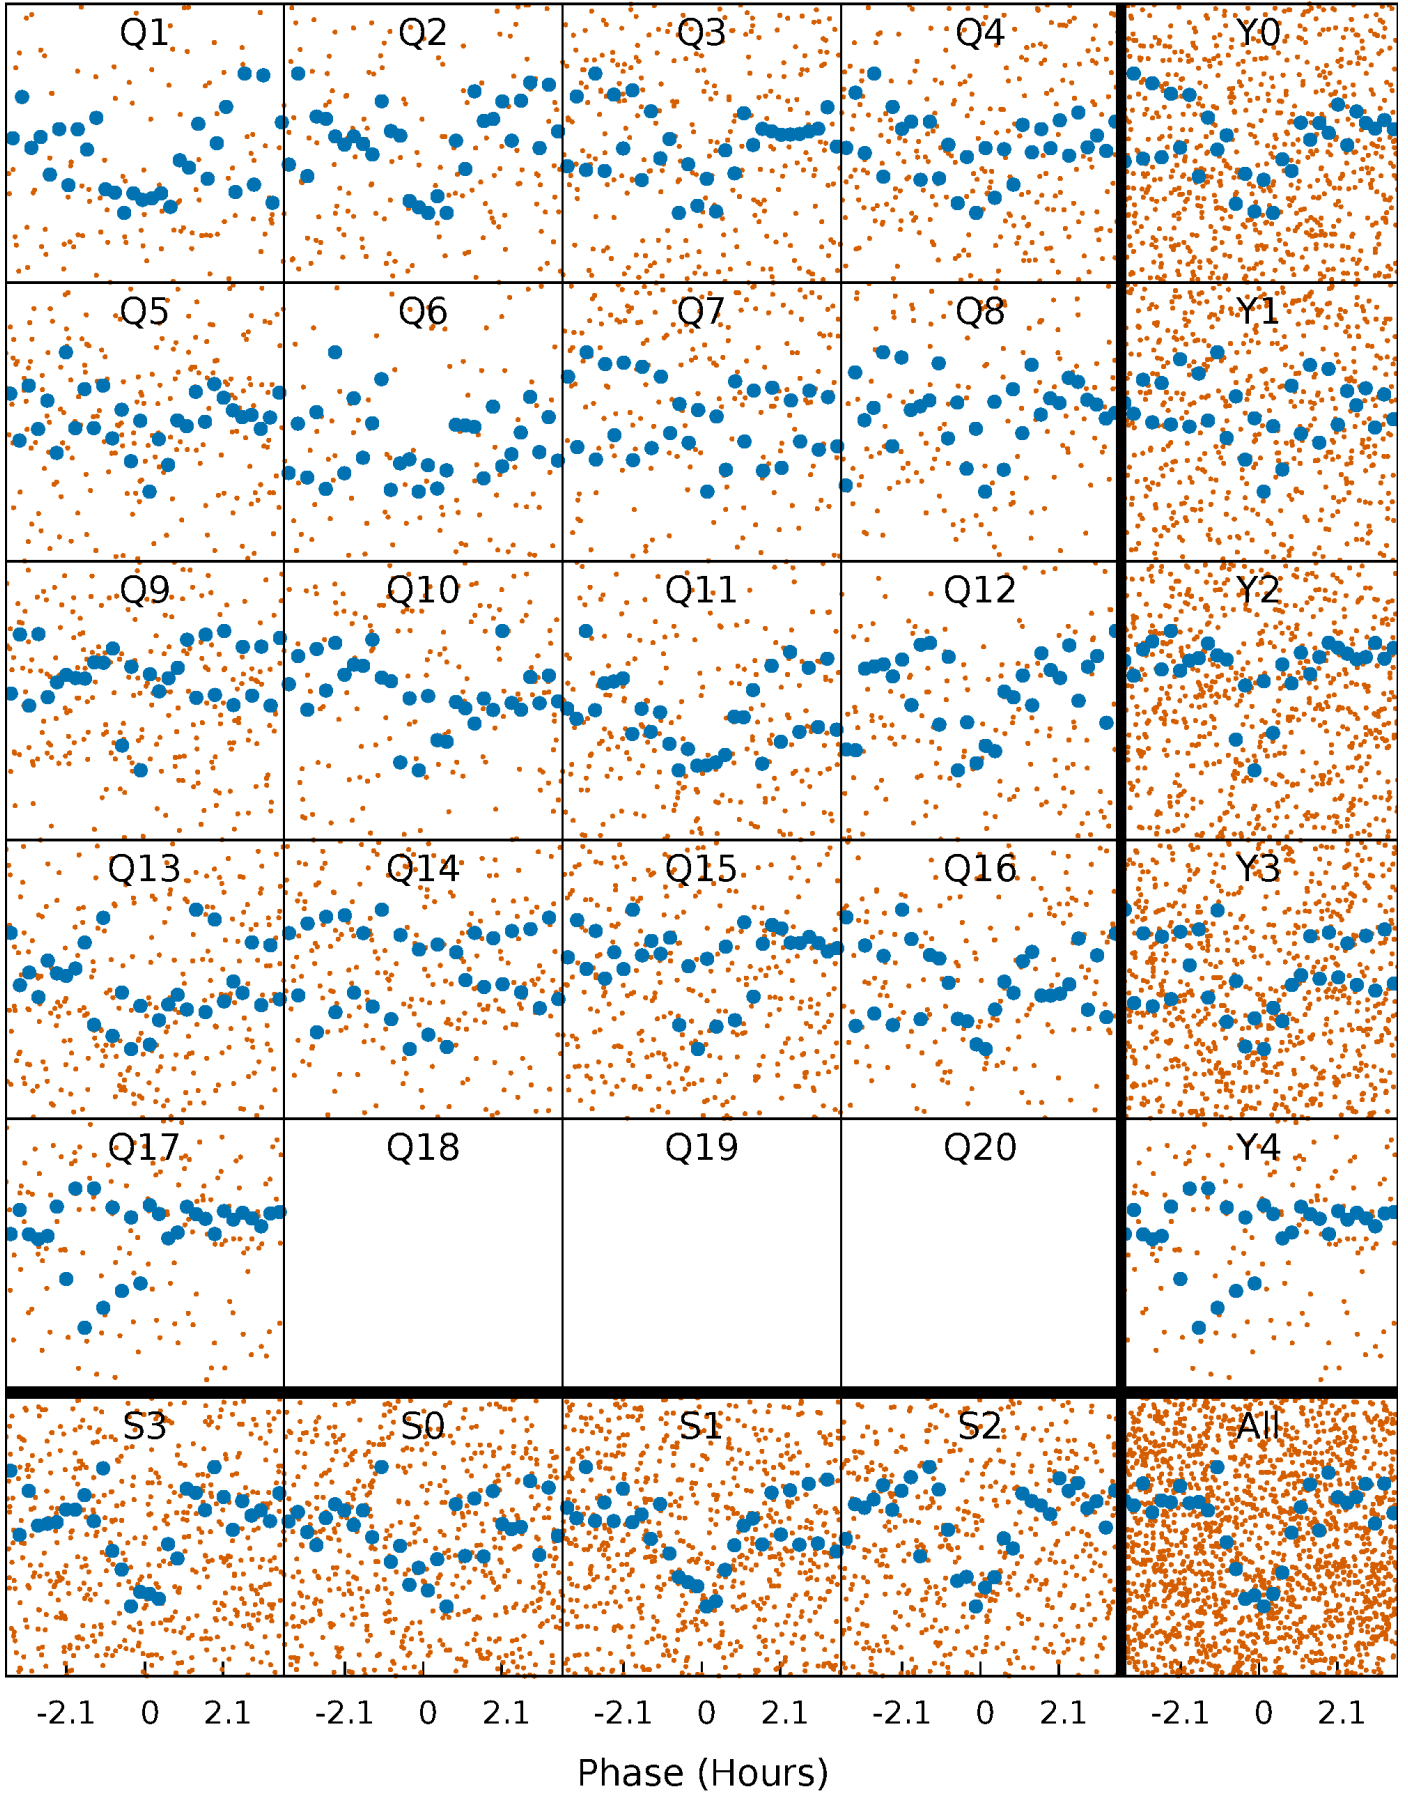 Q1 Q2 Q3 Q4 Y0
Q5 Q6 Q7 Q8 Y1
Q9 Q10 Q11 Q12 Y2
Q13 Q14 Q15 Q16 Y3
Q17 Q18 Q19 Q20 Y4
S3 S0 S1 S2 All
-2.1 0 2.1 -2.1 0 2.1 -2.1 0 2.1 -2.1 0 2.1 -2.1 0 2.1
Phase (Hours)